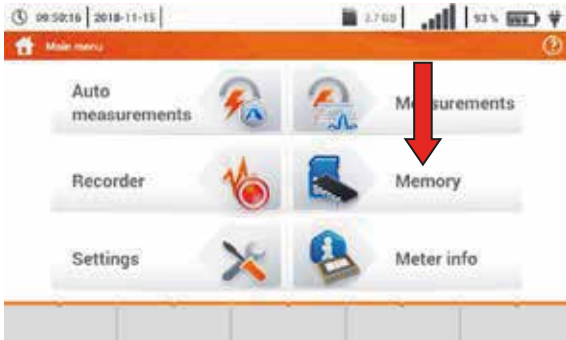 09:50:16 2018-11-15 2.7 GB 93%
Main menu
Auto
measurements
Measurements
Recorder
Memory
Settings
Meter info